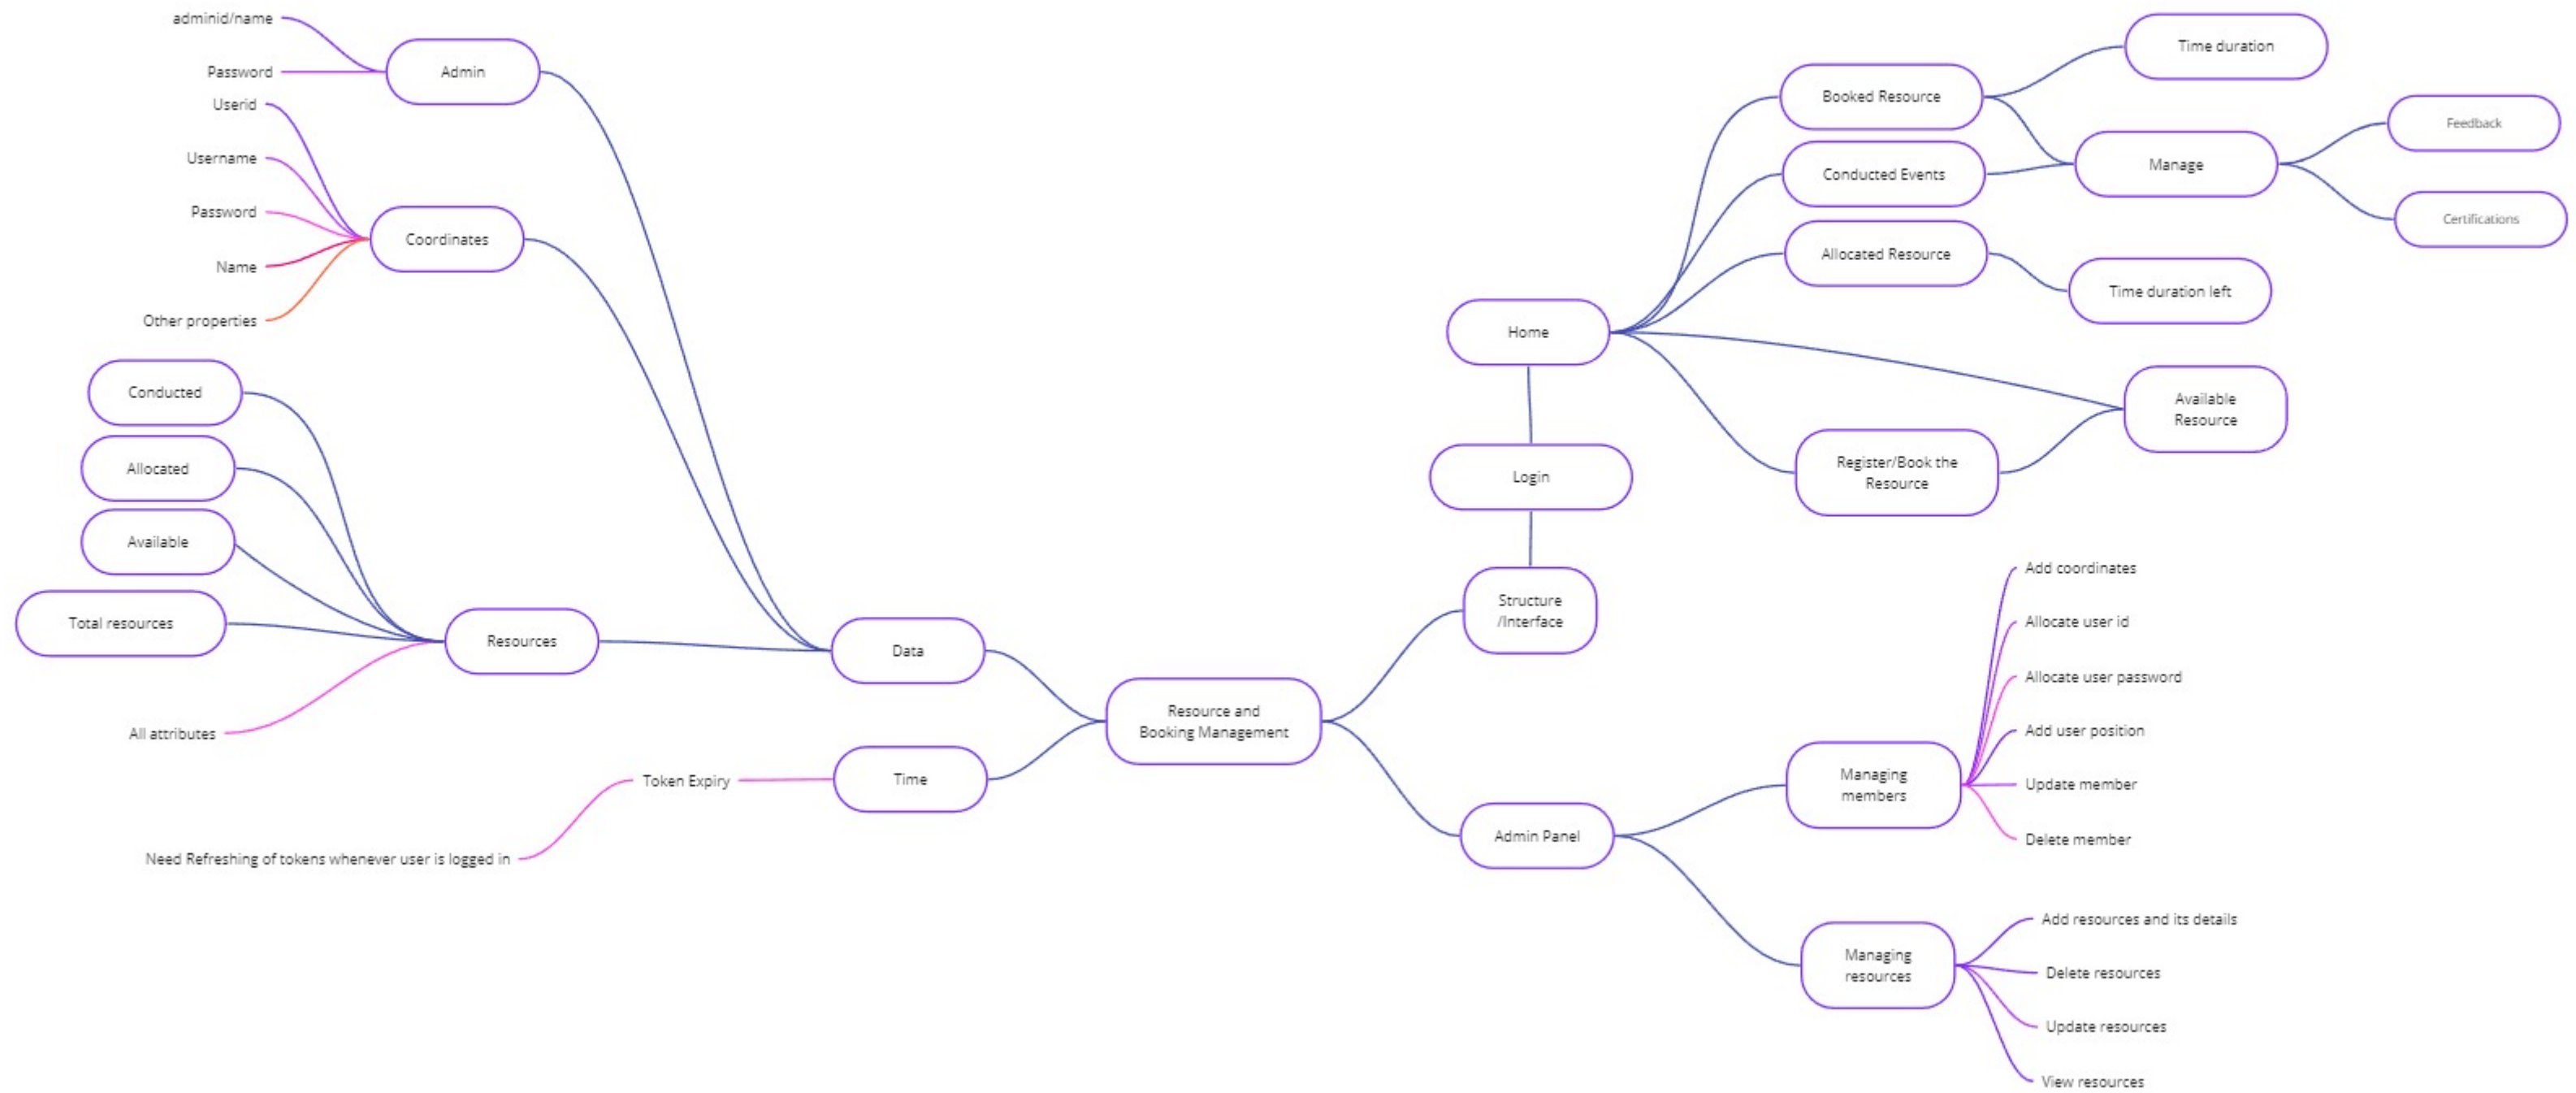 adminid/name
Password
Admin
Userid
Username
Password
Name
Other properties
Coordinates
Conducted
Allocated
Available
Total resources
All attributes
Resources
Data
Time
Token Expiry
Need Refreshing of tokens whenever user is logged in
Resource and
Booking Management
Structure
/Interface
Login
Home
Booked Resource
Time duration
Conducted Events
Manage
Feedback
Certifications
Allocated Resource
Time duration left
Available
Resource
Register/Book the
Resource
Admin Panel
Managing
members
Add coordinates
Allocate user id
Allocate user password
Add user position
Update member
Delete member
Managing
resources
Add resources and its details
Delete resources
Update resources
View resources